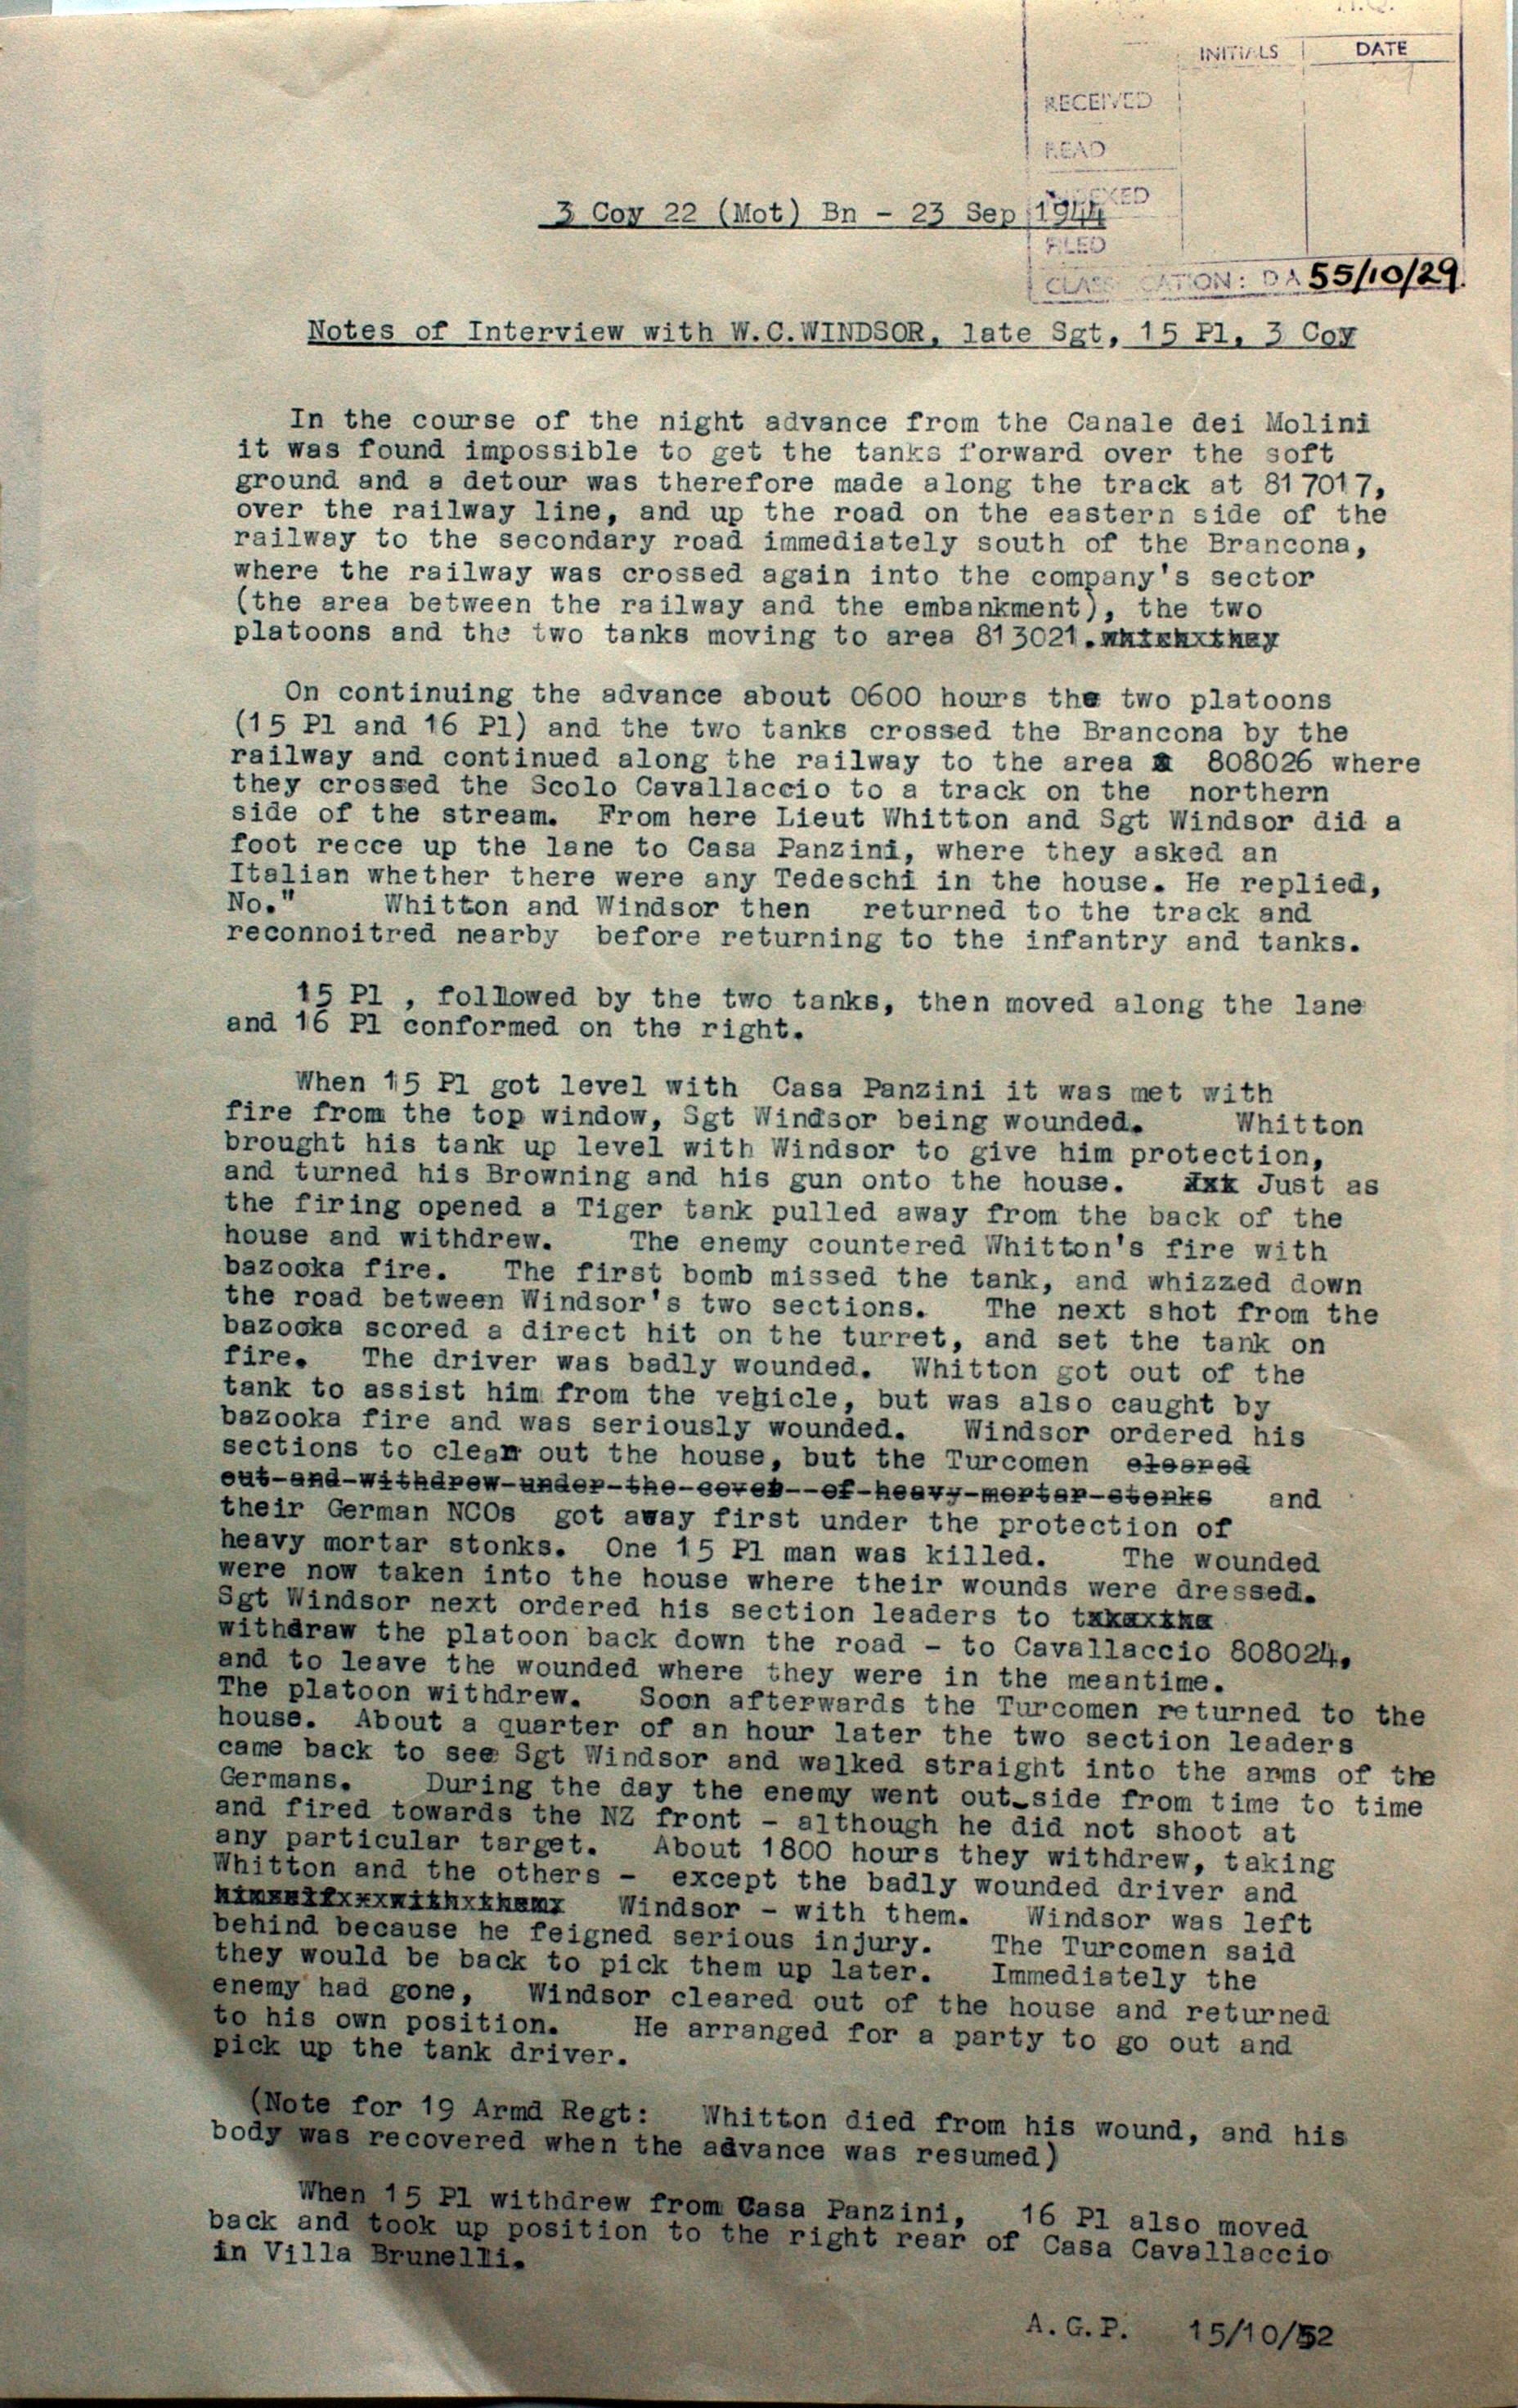 INITIALS DATE
RECEIVED
READ
3 Coy 22 (Mot) Bn - 23 Sep 1944
FILED
55/10/29.
Notes of Interview with W.C.WINDSOR, late Sgt, 15 Pl, 3 Coy
In the course of the night advance from the Canale dei Molini
it was found impossible to get the tanks forward over the soft
ground and a detour was therefore made along the track at 817017,
over the railway line, and up the road on the eastern side of the
railway to the secondary road immediately south of the Brancona,
where the railway was crossed again into the company's sector
(the area between the railway and the embankment), the two
platoons and the two tanks moving to area 813021.
On continuing the advance about 0600 hours the two platoons
(15 Pl and 16 Pl) and the two tanks crossed the Brancona by the
railway and continued along the railway to the area 808026 where
they crossed the Scolo Cavallaccio to a track on the northern
side of the stream. From here Lieut Whitton and Sgt Windsor did a
foot recce up the lane to Casa Panzini, where they asked an
Italian whether there were any Tedeschi in the house. He replied,
No." Whitton and Windsor then returned to the track and
reconnoitred nearby before returning to the infantry and tanks.
15 Pl , followed by the two tanks, then moved along the lane
and 16 Pl conformed on the right.
When 15 Pl got level with Casa Panzini it was met with
fire from the top window, Sgt Windsor being wounded. Whitton
brought his tank up level with Windsor to give him protection,
and turned his Browning and his gun onto the house. Just as
the firing opened a Tiger tank pulled away from the back of the
house and withdrew. The enemy countered Whitton's fire with
bazooka fire. The first bomb missed the tank, and whizzed down
the road between Windsor's two sections. The next shot from the
bazooka scored a direct hit on the turret, and set the tank on
fire. The driver was badly wounded. Whitton got out of the
tank to assist him from the vehicle, but was also caught by
bazooka fire and was seriously wounded. Windsor ordered his
sections to clear out the house, but the Turcomen cleared
out-and-withdrew-under-the-cover--of-heavy-mortar-stonks and
their German NCOs got away first under the protection of
heavy mortar stonks. One 15 Pl man was killed. The wounded
were now taken into the house where their wounds were dressed.
Sgt Windsor next ordered his section leaders to
withdraw the platoon back down the road - to Cavallaccio 808024,
and to leave the wounded where they were in the meantime.
The platoon withdrew. Soon afterwards the Turcomen returned to the
house. About a quarter of an hour later the two section leaders
came back to see Sgt Windsor and walked straight into the arms of the
Germans. During the day the enemy went out-side from time to time
and fired towards the NZ front - although he did not shoot at
any particular target. About 1800 hours they withdrew, taking
Whitton and the others - except the badly wounded driver and
Windsor - with them. Windsor was left
behind because he feigned serious injury. The Turcomen said
they would be back to pick them up later. Immediately the
enemy had gone, Windsor cleared out of the house and returned
to his own position. He arranged for a party to go out and
pick up the tank driver.
(Note for 19 Armd Regt: Whitton died from his wound, and his
body was recovered when the advance was resumed)
When 15 Pl withdrew from Casa Panzini, 16 Pl also moved
back and took up position to the right rear of Casa Cavallaccio
in Villa Brunelli.
A.G.P. 15/10/52